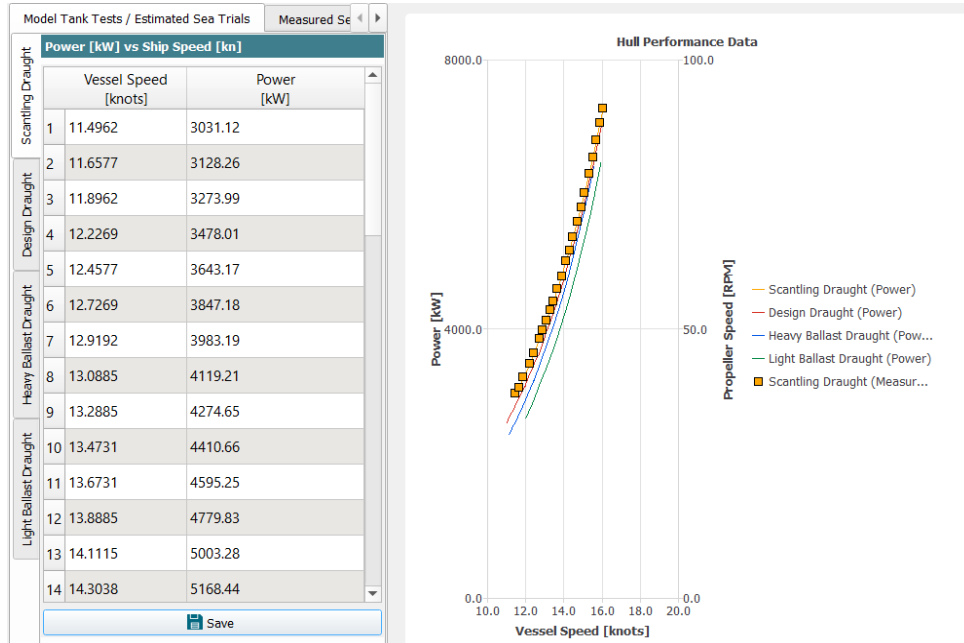 Model Tank Tests / Estimated Sea Trials
Measured Se
Scantling Draught
Design Draught
Heavy Ballast Draught
Light Ballast Draught
Power [kW] vs Ship Speed [kn]
Vessel Speed [knots] Power [kW]
1 11.4962 3031.12
2 11.6577 3128.26
3 11.8962 3273.99
4 12.2269 3478.01
5 12.4577 3643.17
6 12.7269 3847.18
7 12.9192 3983.19
8 13.0885 4119.21
9 13.2885 4274.65
10 13.4731 4410.66
11 13.6731 4595.25
12 13.8885 4779.83
13 14.1115 5003.28
14 14.3038 5168.44
Save
Hull Performance Data
8000.0 100.0
4000.0 50.0
0.0 0.0
10.0 12.0 14.0 16.0 18.0 20.0
Power [kW]
Propeller Speed [RPM]
Vessel Speed [knots]
Scantling Draught (Power)
Design Draught (Power)
Heavy Ballast Draught (Pow...
Light Ballast Draught (Power)
Scantling Draught (Measur...